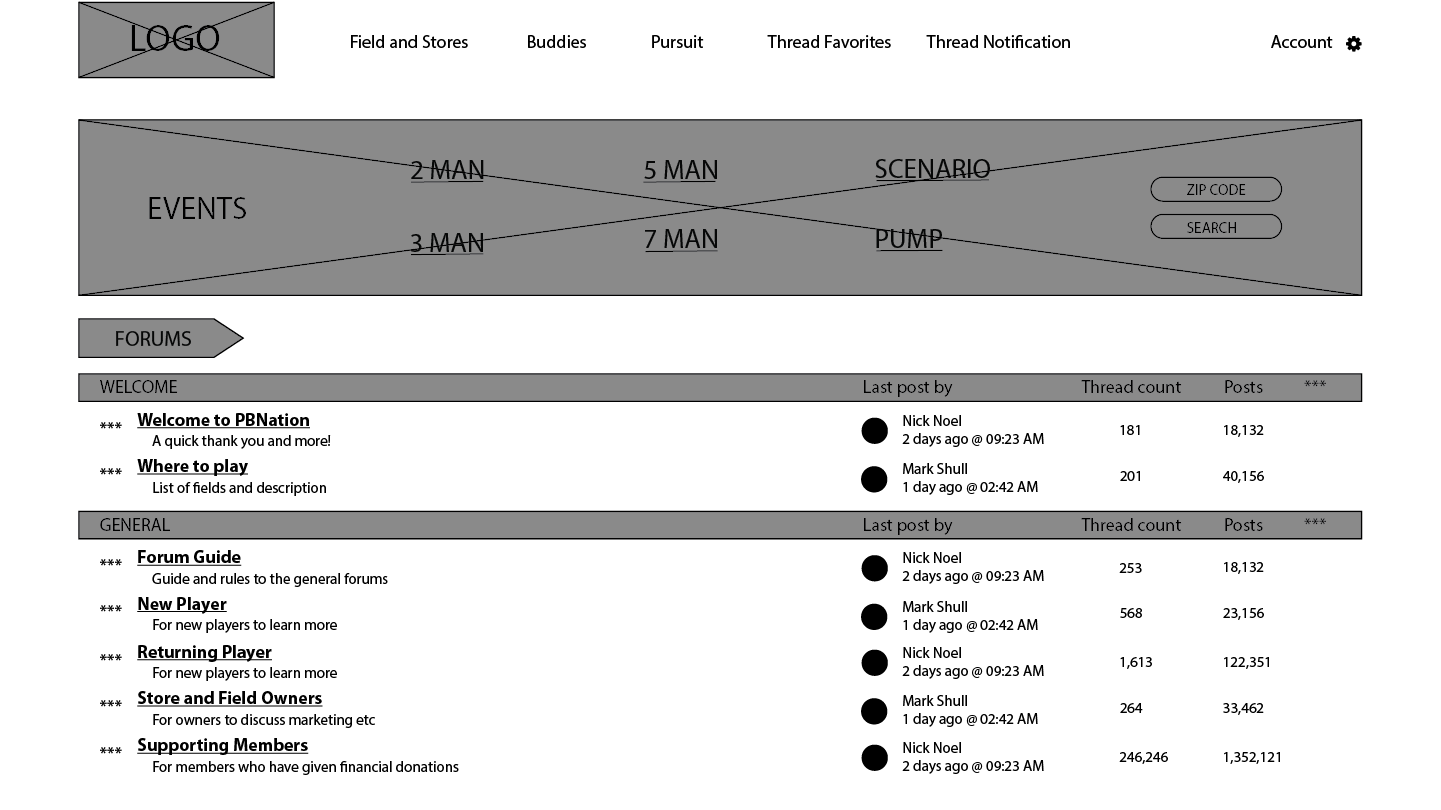 LOGO
Field and Stores Buddies Pursuit Thread Favorites Thread Notification Account
2 MAN 5 MAN SCENARIO
ZIP CODE
EVENTS
3 MAN 7 MAN PUMP
SEARCH
FORUMS
WELCOME Last post by Thread count Posts ***
*** Welcome to PBNation Nick Noel
A quick thank you and more! 2 days ago @ 09:23 AM 181 18,132
*** Where to play Mark Shull
List of fields and description 1 day ago @ 02:42 AM 201 40,156
GENERAL Last post by Thread count Posts ***
*** Forum Guide Nick Noel
Guide and rules to the general forums 2 days ago @ 09:23 AM 253 18,132
*** New Player Mark Shull
For new players to learn more 1 day ago @ 02:42 AM 568 23,156
*** Returning Player Nick Noel
For new players to learn more 2 days ago @ 09:23 AM 1,613 122,351
*** Store and Field Owners Mark Shull
For owners to discuss marketing etc 1 day ago @ 02:42 AM 264 33,462
*** Supporting Members Nick Noel
For members who have given financial donations 2 days ago @ 09:23 AM 246,246 1,352,121